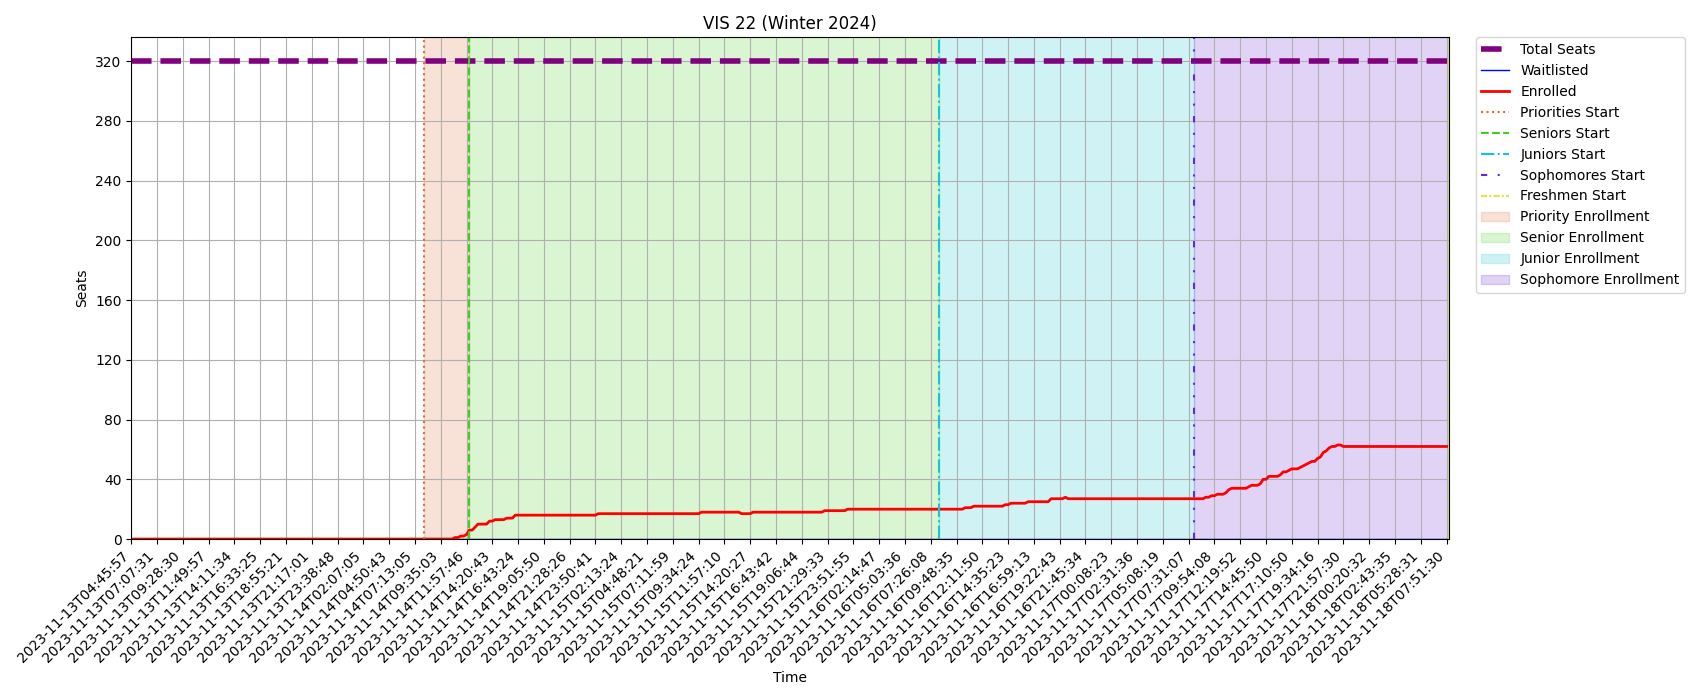 VIS 22 (Winter 2024)
Seats
320
280
240
200
160
120
80
40
0
2023-11-13T04:45:57
2023-11-13T07:07:31
2023-11-13T09:28:30
2023-11-13T11:49:57
2023-11-13T14:11:34
2023-11-13T16:33:25
2023-11-13T18:55:21
2023-11-13T21:17:01
2023-11-13T23:38:48
2023-11-14T02:07:05
2023-11-14T04:50:43
2023-11-14T07:13:05
2023-11-14T09:35:03
2023-11-14T11:57:46
2023-11-14T14:20:43
2023-11-14T16:43:24
2023-11-14T19:05:50
2023-11-14T21:28:26
2023-11-14T23:50:41
2023-11-15T02:13:24
2023-11-15T04:48:21
2023-11-15T07:11:59
2023-11-15T09:34:24
2023-11-15T11:57:10
2023-11-15T14:20:27
2023-11-15T16:43:42
2023-11-15T19:06:44
2023-11-15T21:29:33
2023-11-15T23:51:55
2023-11-16T02:14:47
2023-11-16T05:03:36
2023-11-16T07:26:08
2023-11-16T09:48:35
2023-11-16T12:11:50
2023-11-16T14:35:23
2023-11-16T16:59:13
2023-11-16T19:22:43
2023-11-16T21:45:34
2023-11-17T00:08:23
2023-11-17T02:31:36
2023-11-17T05:08:19
2023-11-17T07:31:07
2023-11-17T09:54:08
2023-11-17T12:19:52
2023-11-17T14:45:50
2023-11-17T17:10:50
2023-11-17T19:34:16
2023-11-17T21:57:30
2023-11-18T00:20:32
2023-11-18T02:43:35
2023-11-18T05:28:31
2023-11-18T07:51:30
Time
Total Seats
Waitlisted
Enrolled
Priorities Start
Seniors Start
Juniors Start
Sophomores Start
Freshmen Start
Priority Enrollment
Senior Enrollment
Junior Enrollment
Sophomore Enrollment